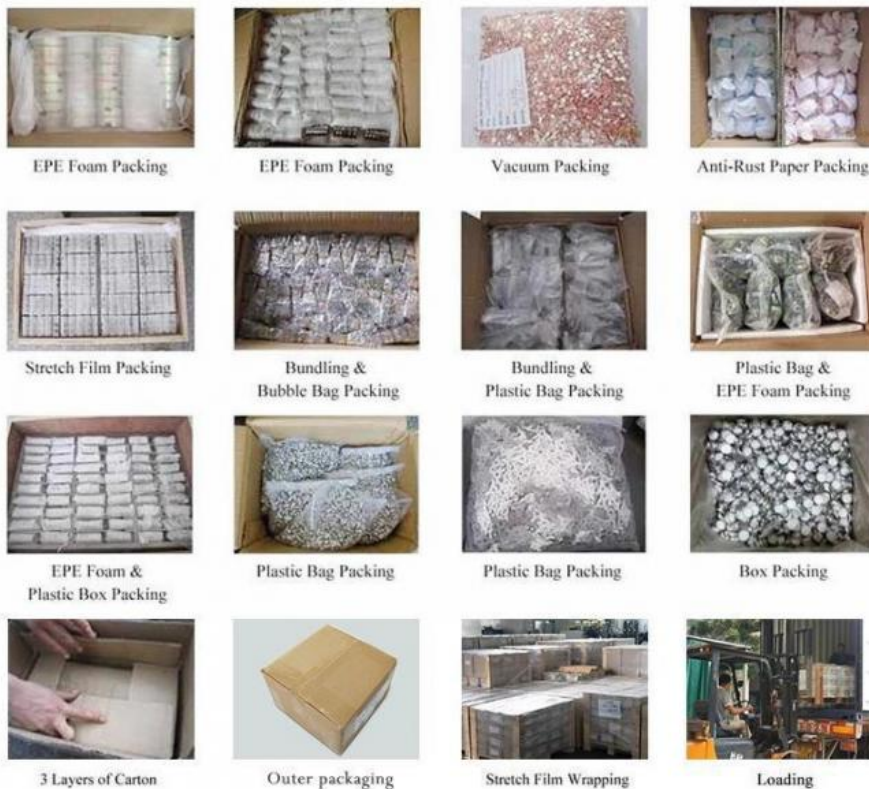 EPE Foam Packing
EPE Foam Packing
Vacuum Packing
Anti-Rust Paper Packing
Stretch Film Packing
Bundling &
Bubble Bag Packing
Bundling &
Plastic Bag Packing
Plastic Bag &
EPE Foam Packing
EPE Foam &
Plastic Box Packing
Plastic Bag Packing
Plastic Bag Packing
Box Packing
3 Layers of Carton
Outer packaging
Stretch Film Wrapping
Loading